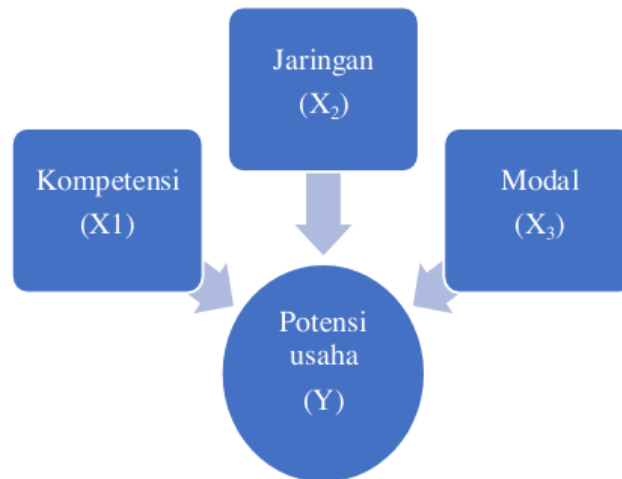 Jaringan
(X₂)
Kompetensi
(X1)
Modal
(X₃)
Potensi
usaha
(Y)